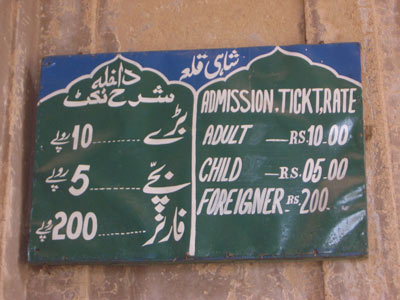 شاہی قلعہ
داخلہ
شرح ٹکٹ
بڑے ........ 10 روپے
بچے ........ 5 روپے
فارنر ...... 200 روپے
ADMISSION.TICKT,RATE
ADULT —RS.10.00
CHILD —RS.05.00
FOREIGNER RS.200.